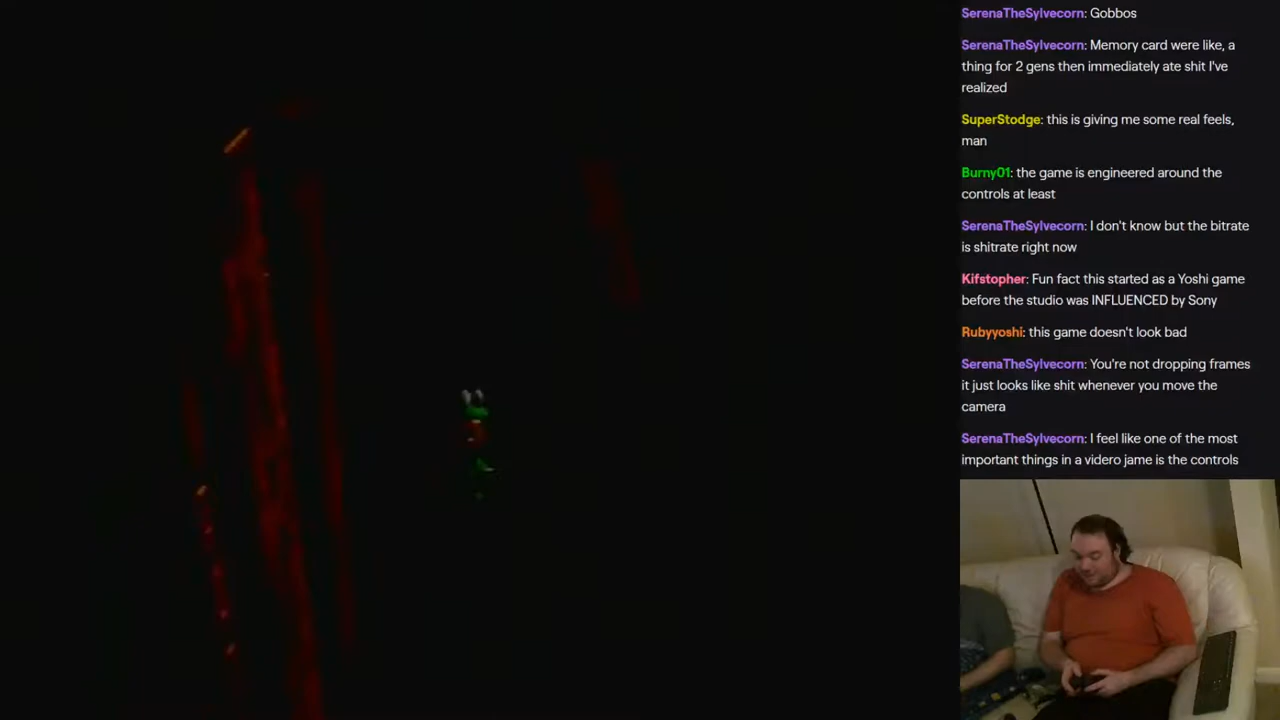 SerenaTheSylvecorn: Gobbos
SerenaTheSylvecorn: Memory card were like, a
thing for 2 gens then immediately ate shit I've
realized
SuperStodge: this is giving me some real feels,
man
Burny01: the game is engineered around the
controls at least
SerenaTheSylvecorn: I don't know but the bitrate
is shitrate right now
Kifstopher: Fun fact this started as a Yoshi game
before the studio was INFLUENCED by Sony
Rubyyoshi: this game doesn't look bad
SerenaTheSylvecorn: You're not dropping frames
it just looks like shit whenever you move the
camera
SerenaTheSylvecorn: I feel like one of the most
important things in a video jame is the controls